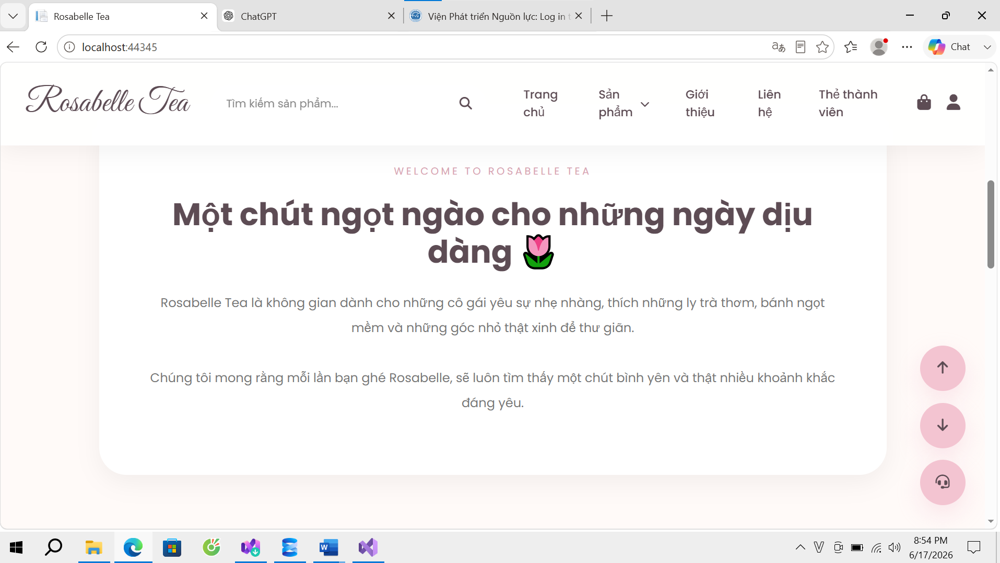 Rosabelle Tea
ChatGPT
Viện Phát triển Nguồn lực: Log in t
localhost:44345
Chat
Rosabelle Tea
Tìm kiếm sản phẩm...
Trang
chủ
Sản
phẩm
Giới
thiệu
Liên
hệ
Thẻ thành
viên
WELCOME TO ROSABELLE TEA
Một chút ngọt ngào cho những ngày dịu
dàng 🌷
Rosabelle Tea là không gian dành cho những cô gái yêu sự nhẹ nhàng, thích những ly trà thơm, bánh ngọt
mềm và những góc nhỏ thật xinh để thư giãn.
Chúng tôi mong rằng mỗi lần bạn ghé Rosabelle, sẽ luôn tìm thấy một chút bình yên và thật nhiều khoảnh khắc
đáng yêu.
8:54 PM
6/17/2026